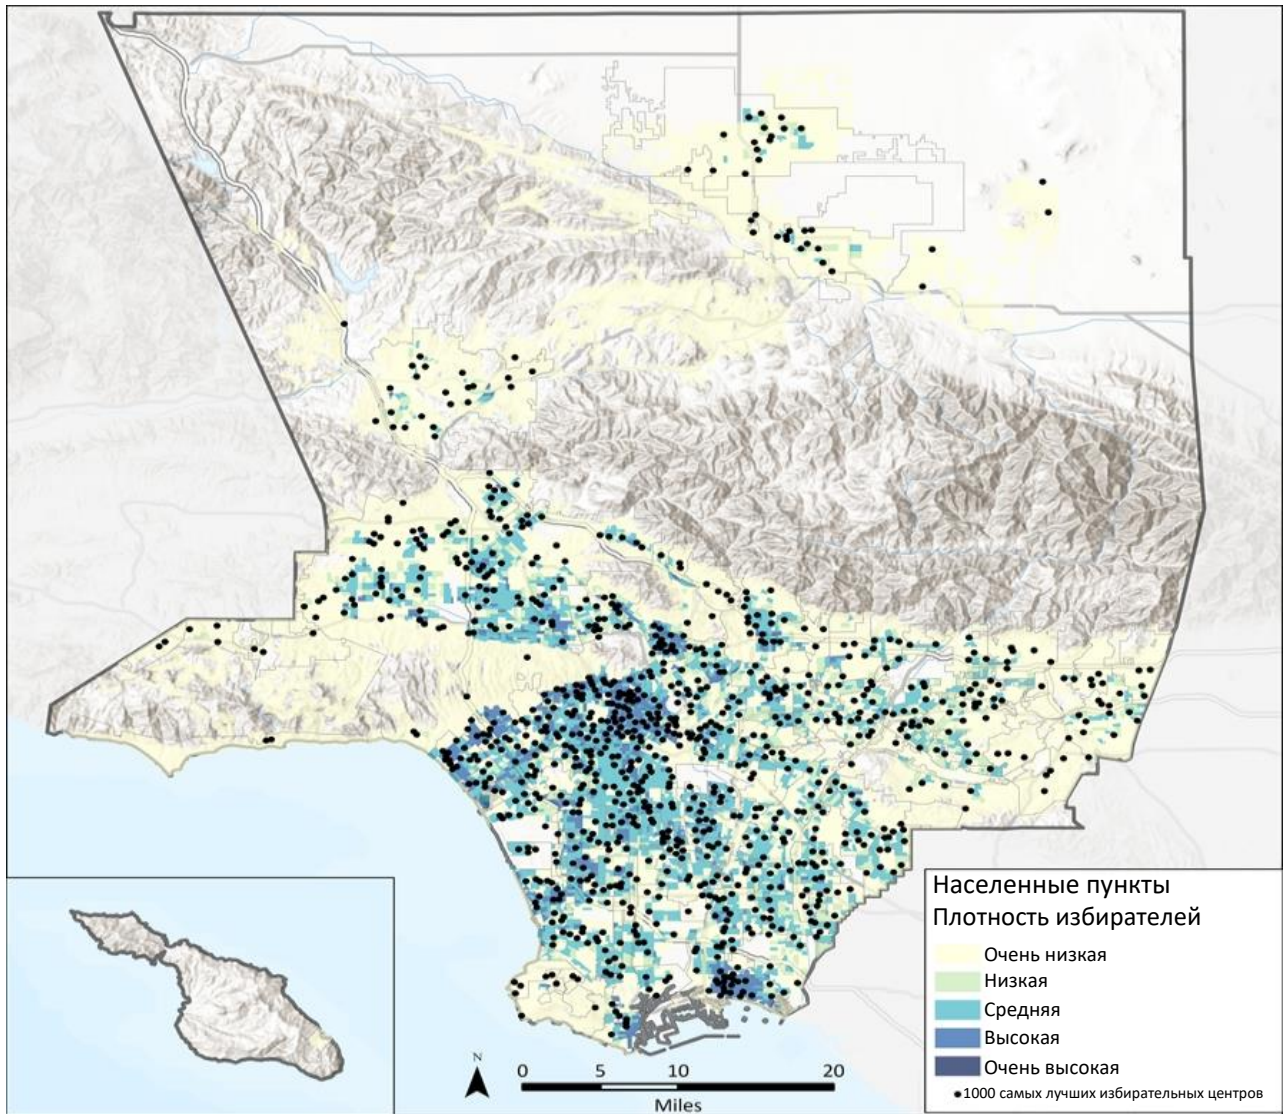 Населенные пункты
Плотность избирателей
Очень низкая
Низкая
Средняя
Высокая
Очень высокая
1000 самых лучших избирательных центров
N
0 5 10 20
Miles